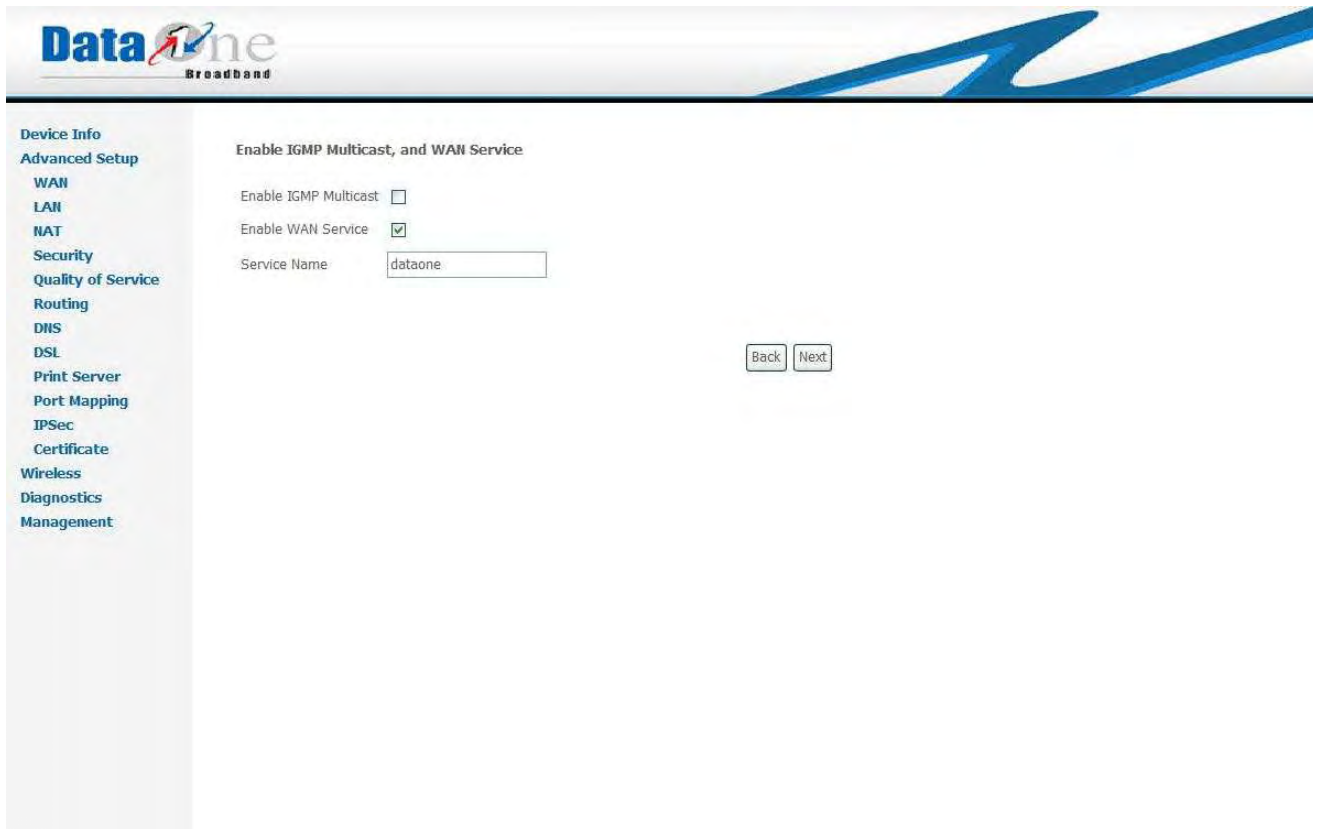 Data One
Broadband
Device Info
Advanced Setup
WAN
LAN
NAT
Security
Quality of Service
Routing
DNS
DSL
Print Server
Port Mapping
IPSec
Certificate
Wireless
Diagnostics
Management
Enable IGMP Multicast, and WAN Service
Enable IGMP Multicast
Enable WAN Service
Service Name dataone
Back Next